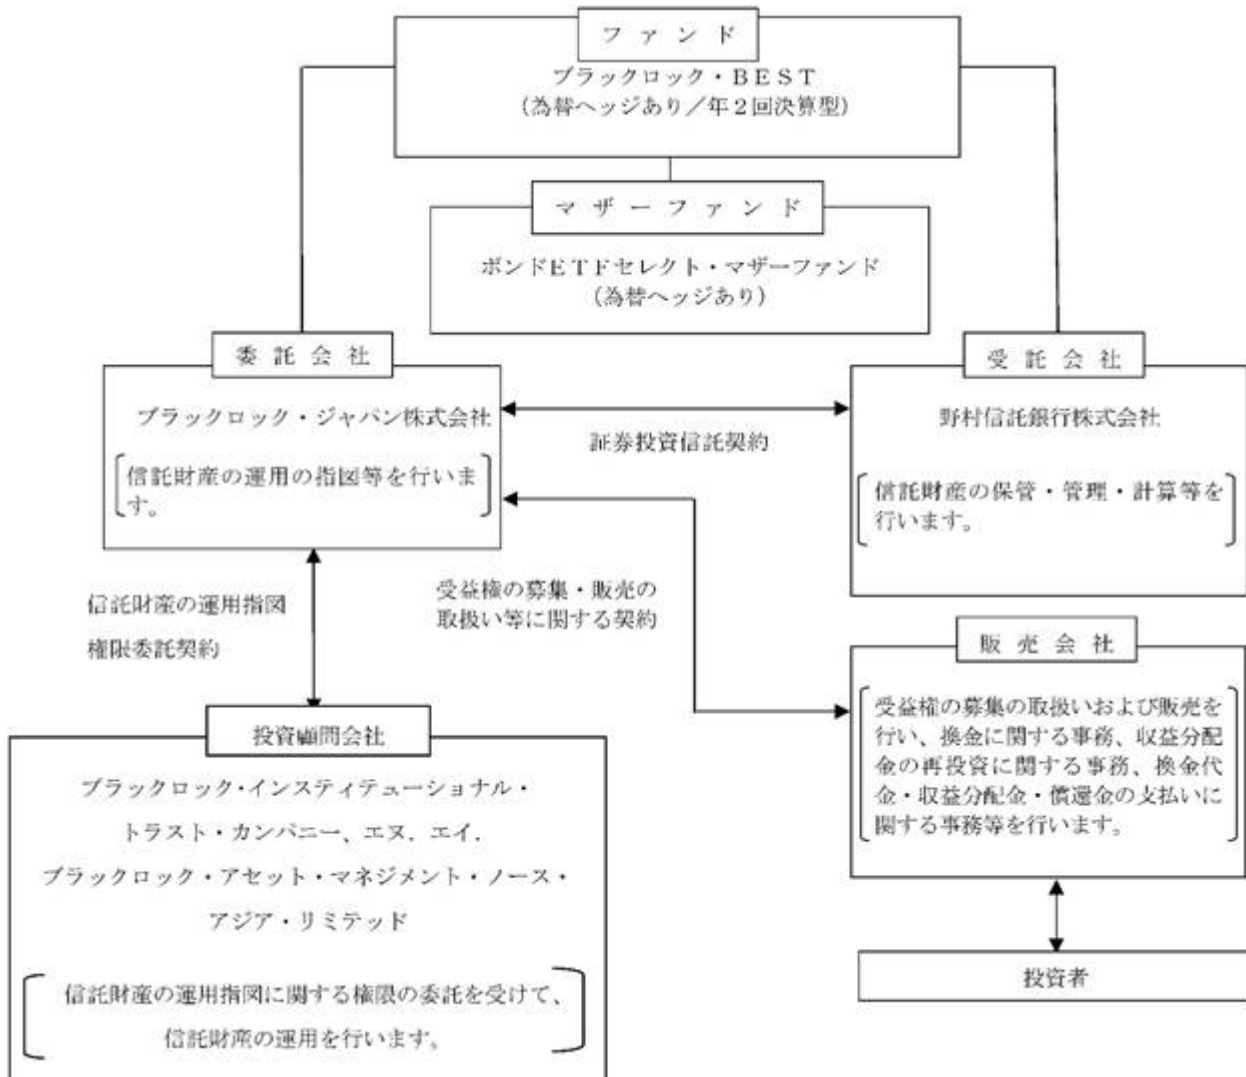 ファンド
ブラックロック・BEST
(為替ヘッジあり/年2回決算型)
マザーファンド
ボンドETFセレクト・マザーファンド
(為替ヘッジあり)
委託会社
ブラックロック・ジャパン株式会社
信託財産の運用の指図等を行いま
す。
受託会社
野村信託銀行株式会社
信託財産の保管・管理・計算等を
行います。
証券投資信託契約
受益権の募集・販売の
取扱い等に関する契約
信託財産の運用指図
権限委託契約
販売会社
受益権の募集の取扱いおよび販売を
行い、換金に関する事務、収益分配
金の再投資に関する事務、換金代
金・収益分配金・償還金の支払いに
関する事務等を行います。
投資者
投資顧問会社
ブラックロック・インスティテューショナル・
トラスト・カンパニー、エヌ.エイ.
ブラックロック・アセット・マネジメント・ノース・
アジア・リミテッド
信託財産の運用指図に関する権限の委託を受けて、
信託財産の運用を行います。